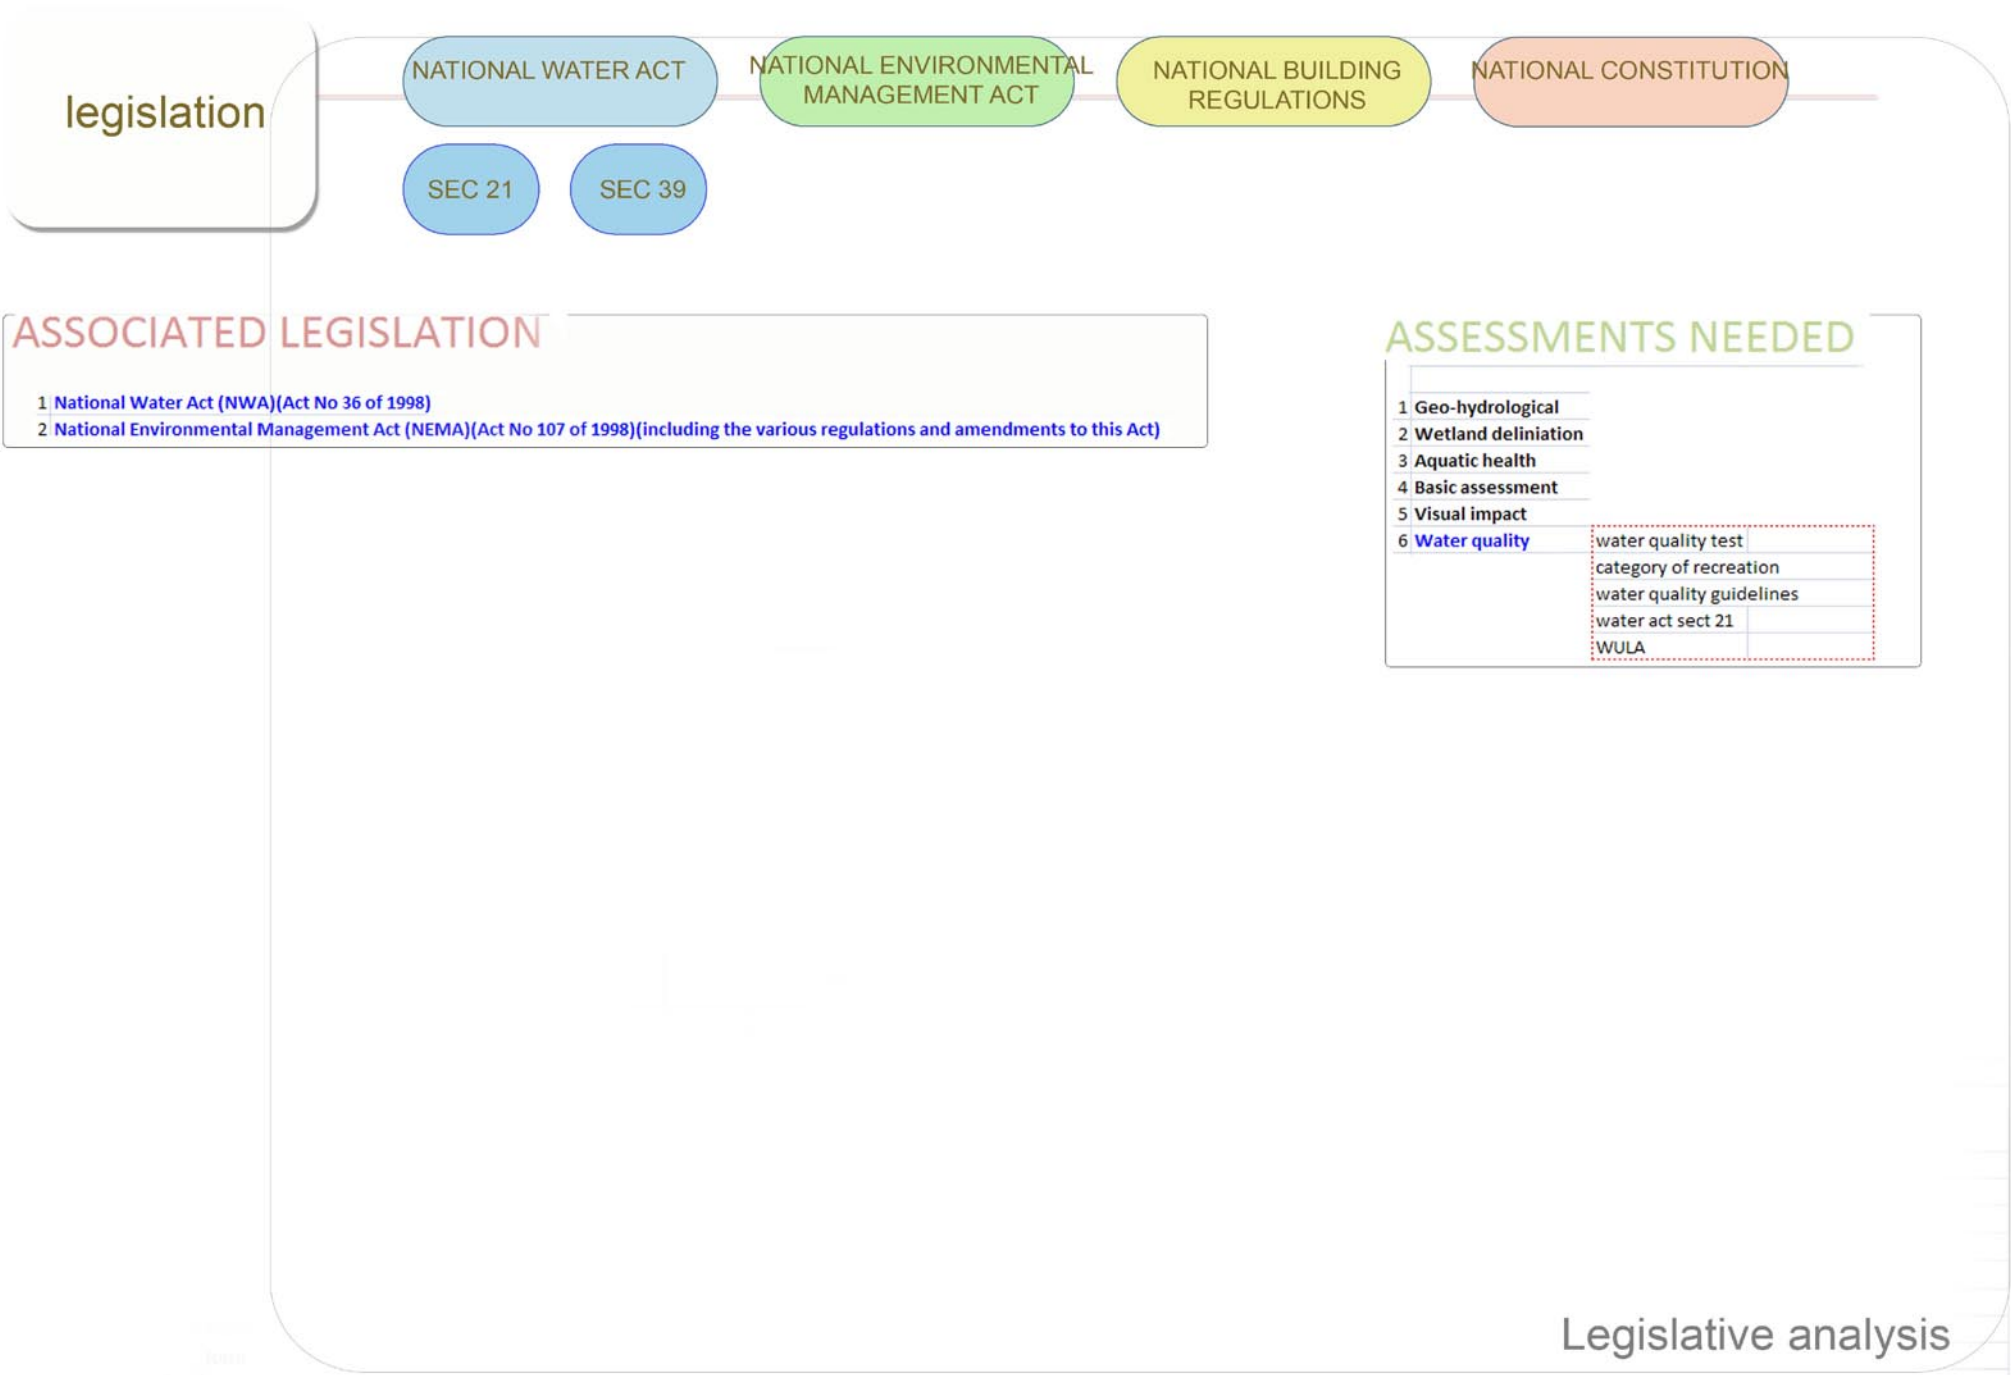 legislation
NATIONAL WATER ACT
NATIONAL ENVIRONMENTAL
MANAGEMENT ACT
NATIONAL BUILDING
REGULATIONS
NATIONAL CONSTITUTION
SEC 21
SEC 39
ASSOCIATED LEGISLATION
1 National Water Act (NWA)(Act No 36 of 1998)
2 National Environmental Management Act (NEMA)(Act No 107 of 1998)(including the various regulations and amendments to this Act)
ASSESSMENTS NEEDED
1 Geo-hydrological
2 Wetland deliniation
3 Aquatic health
4 Basic assessment
5 Visual impact
6 Water quality
water quality test
category of recreation
water quality guidelines
water act sect 21
WULA
Legislative analysis